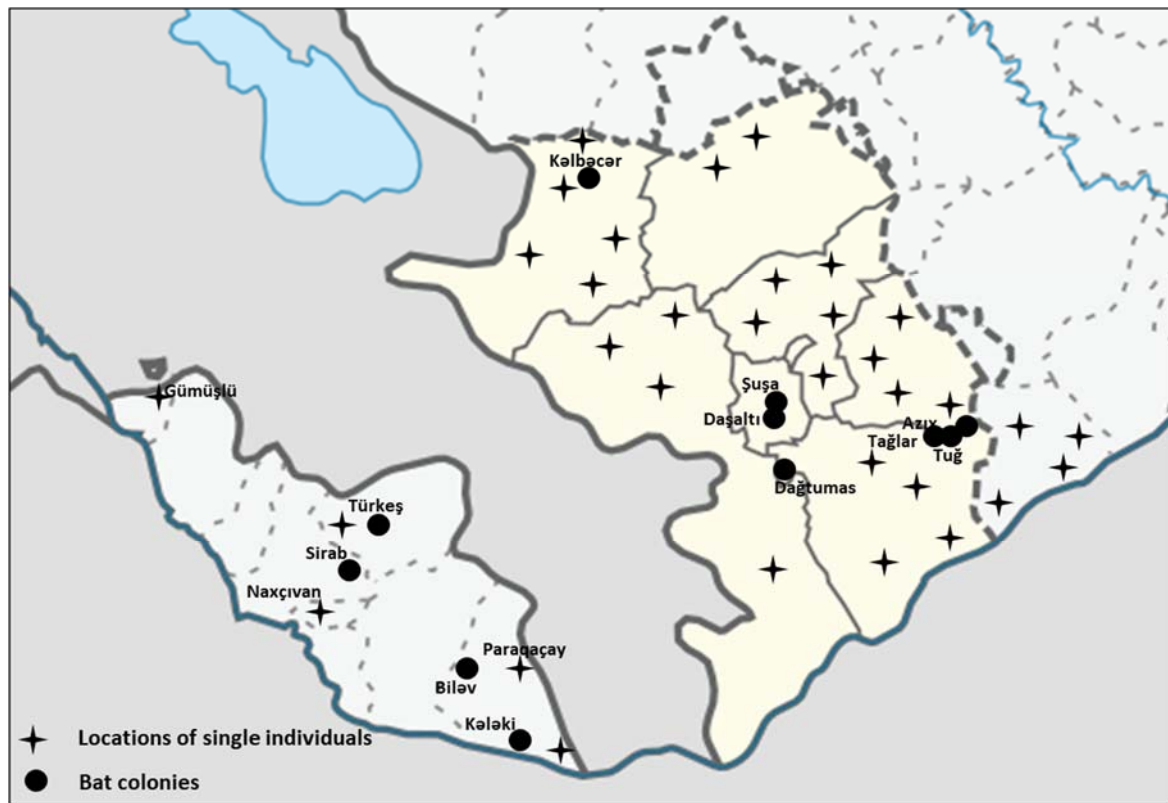 Kəlbəcər
Gümüşlü
Şuşa
Daşaltı
Azıx
Tağlar
Tuğ
Dağtumas
Türkeş
Sirab
Naxçıvan
Paraqaçay
Biləv
Kələki
Locations of single individuals
Bat colonies